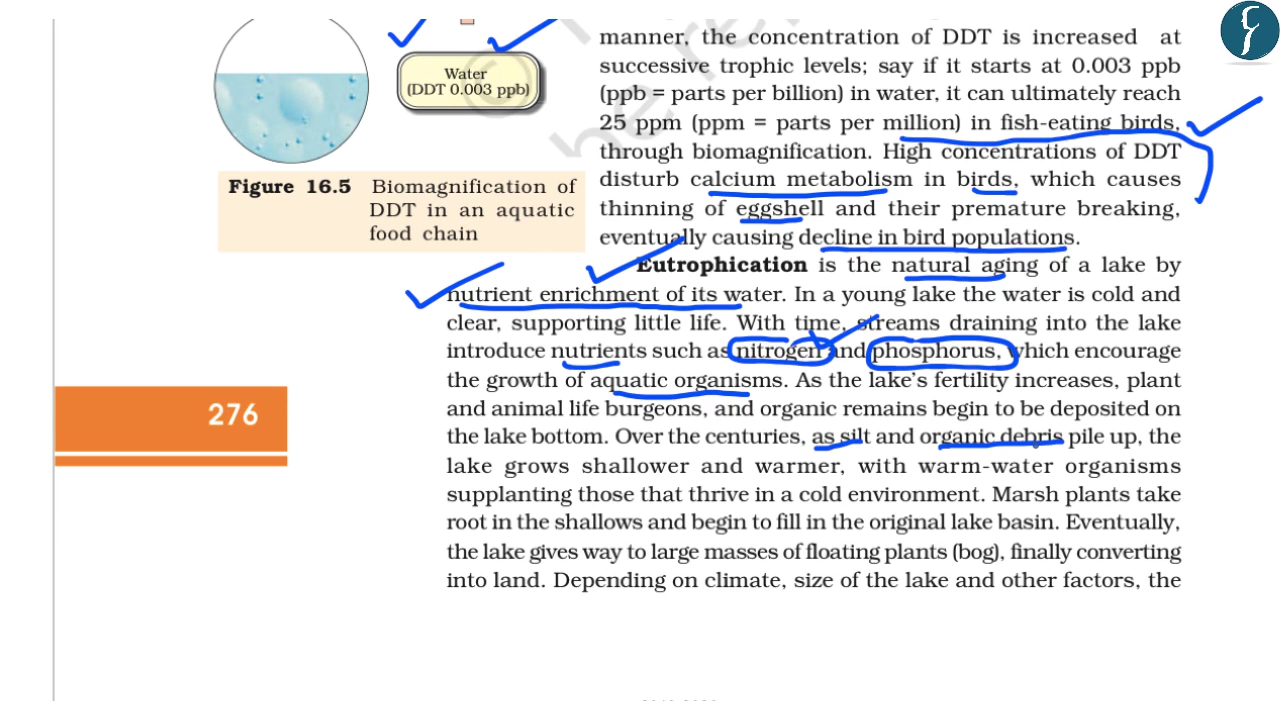 Water
(DDT 0.003 ppb)
Figure 16.5 Biomagnification of
DDT in an aquatic
food chain
manner, the concentration of DDT is increased at
successive trophic levels; say if it starts at 0.003 ppb
(ppb = parts per billion) in water, it can ultimately reach
25 ppm (ppm = parts per million) in fish-eating birds,
through biomagnification. High concentrations of DDT
disturb calcium metabolism in birds, which causes
thinning of eggshell and their premature breaking,
eventually causing decline in bird populations.
Eutrophication is the natural aging of a lake by
nutrient enrichment of its water. In a young lake the water is cold and
clear, supporting little life. With time, streams draining into the lake
introduce nutrients such as nitrogen and phosphorus, which encourage
the growth of aquatic organisms. As the lake's fertility increases, plant
and animal life burgeons, and organic remains begin to be deposited on
the lake bottom. Over the centuries, as silt and organic debris pile up, the
lake grows shallower and warmer, with warm-water organisms
supplanting those that thrive in a cold environment. Marsh plants take
root in the shallows and begin to fill in the original lake basin. Eventually,
the lake gives way to large masses of floating plants (bog), finally converting
into land. Depending on climate, size of the lake and other factors, the
276